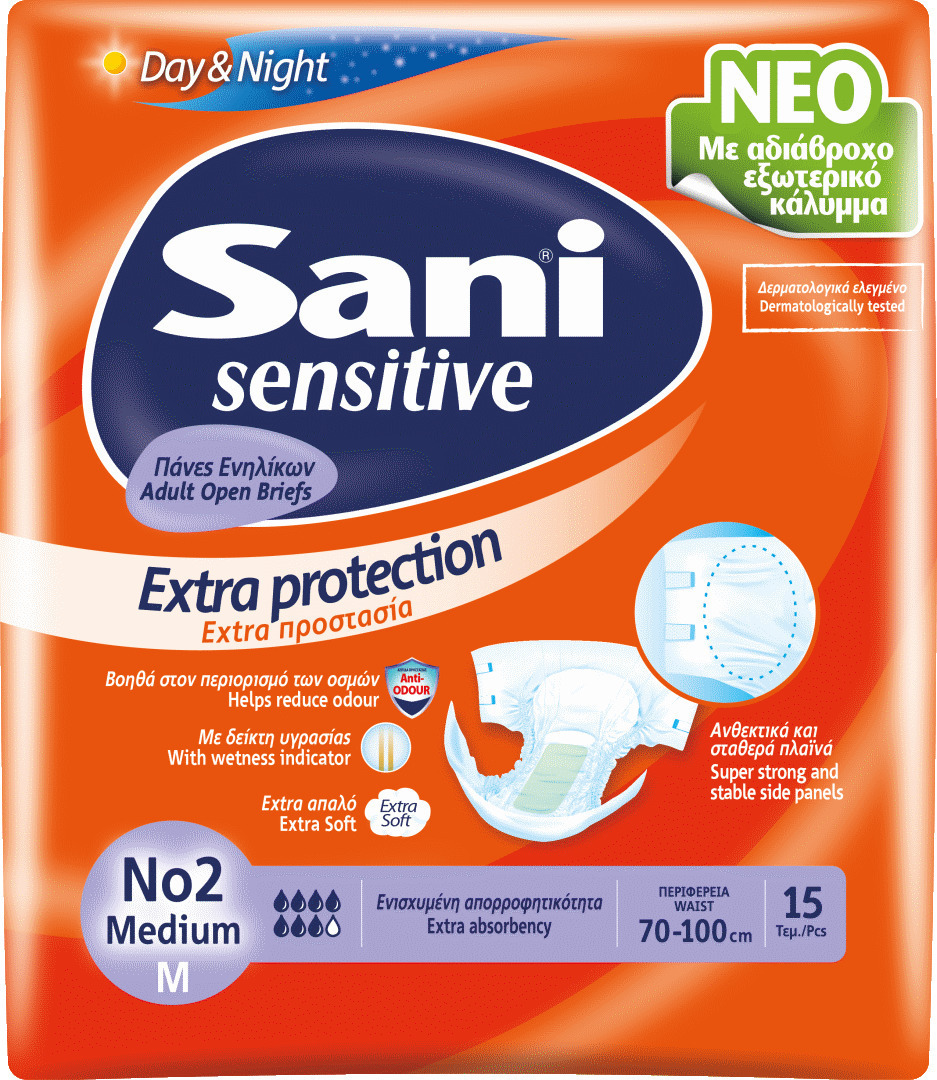 Day & Night
ΝΕΟ
Με αδιάβροχο
εξωτερικό
κάλυμμα
Sani®
sensitive
Δερματολογικά ελεγμένο
Dermatologically tested
Πάνες Ενηλίκων
Adult Open Briefs
Extra protection
Extra προστασία
Βοηθά στον περιορισμό των οσμών
Helps reduce odour
Anti-
ODOUR
Με δείκτη υγρασίας
With wetness indicator
Extra απαλό
Extra Soft
Extra
Soft
Ανθεκτικά και
σταθερά πλαϊνά
Super strong and
stable side panels
No2
Medium
M
Ενισχυμένη απορροφητικότητα
Extra absorbency
ΠΕΡΙΦΕΡΕΙΑ
WAIST
70-100cm
15
Τεμ./Pcs